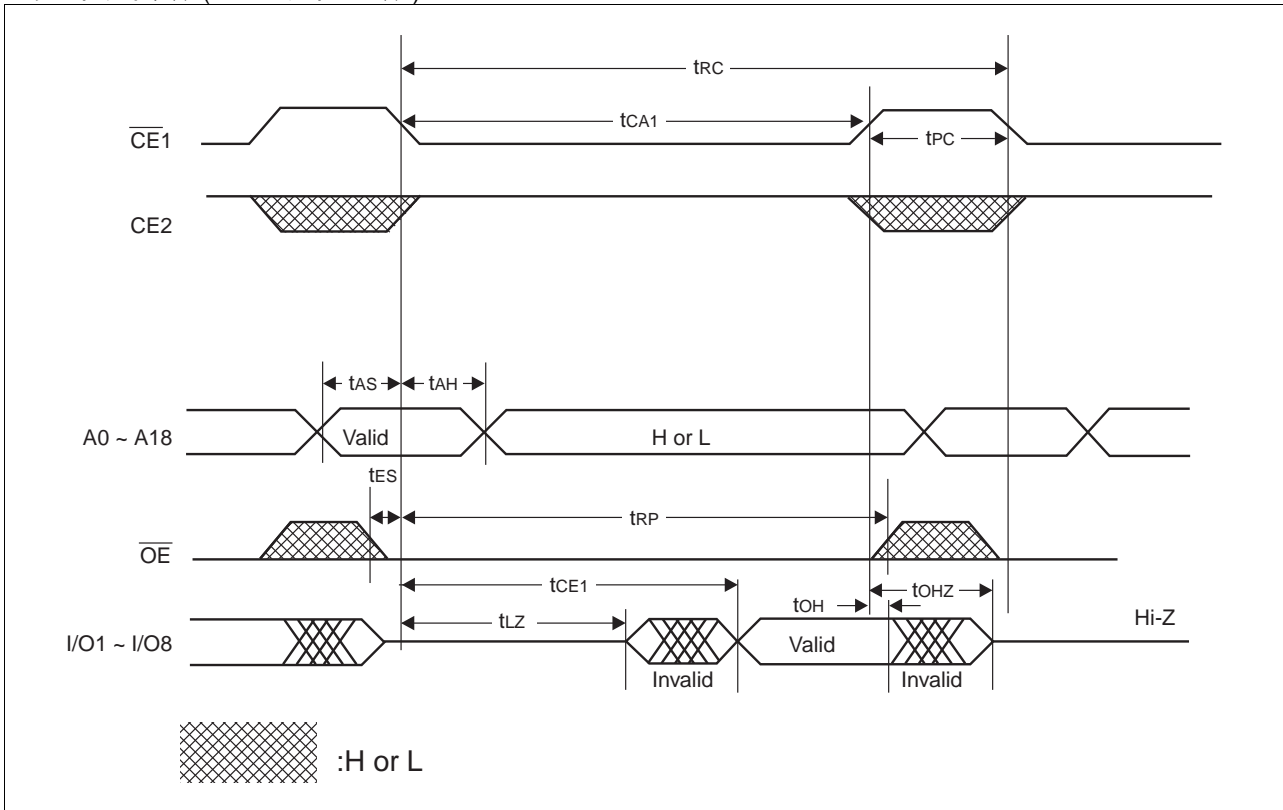 tRC
tCA1
CE1
tPC
CE2
tAS
tAH
A0 ~ A18
Valid
H or L
tES
tRP
OE
tCE1
tOHZ
tOH
tLZ
Hi-Z
I/O1 ~ I/O8
Valid
Invalid
Invalid
:H or L